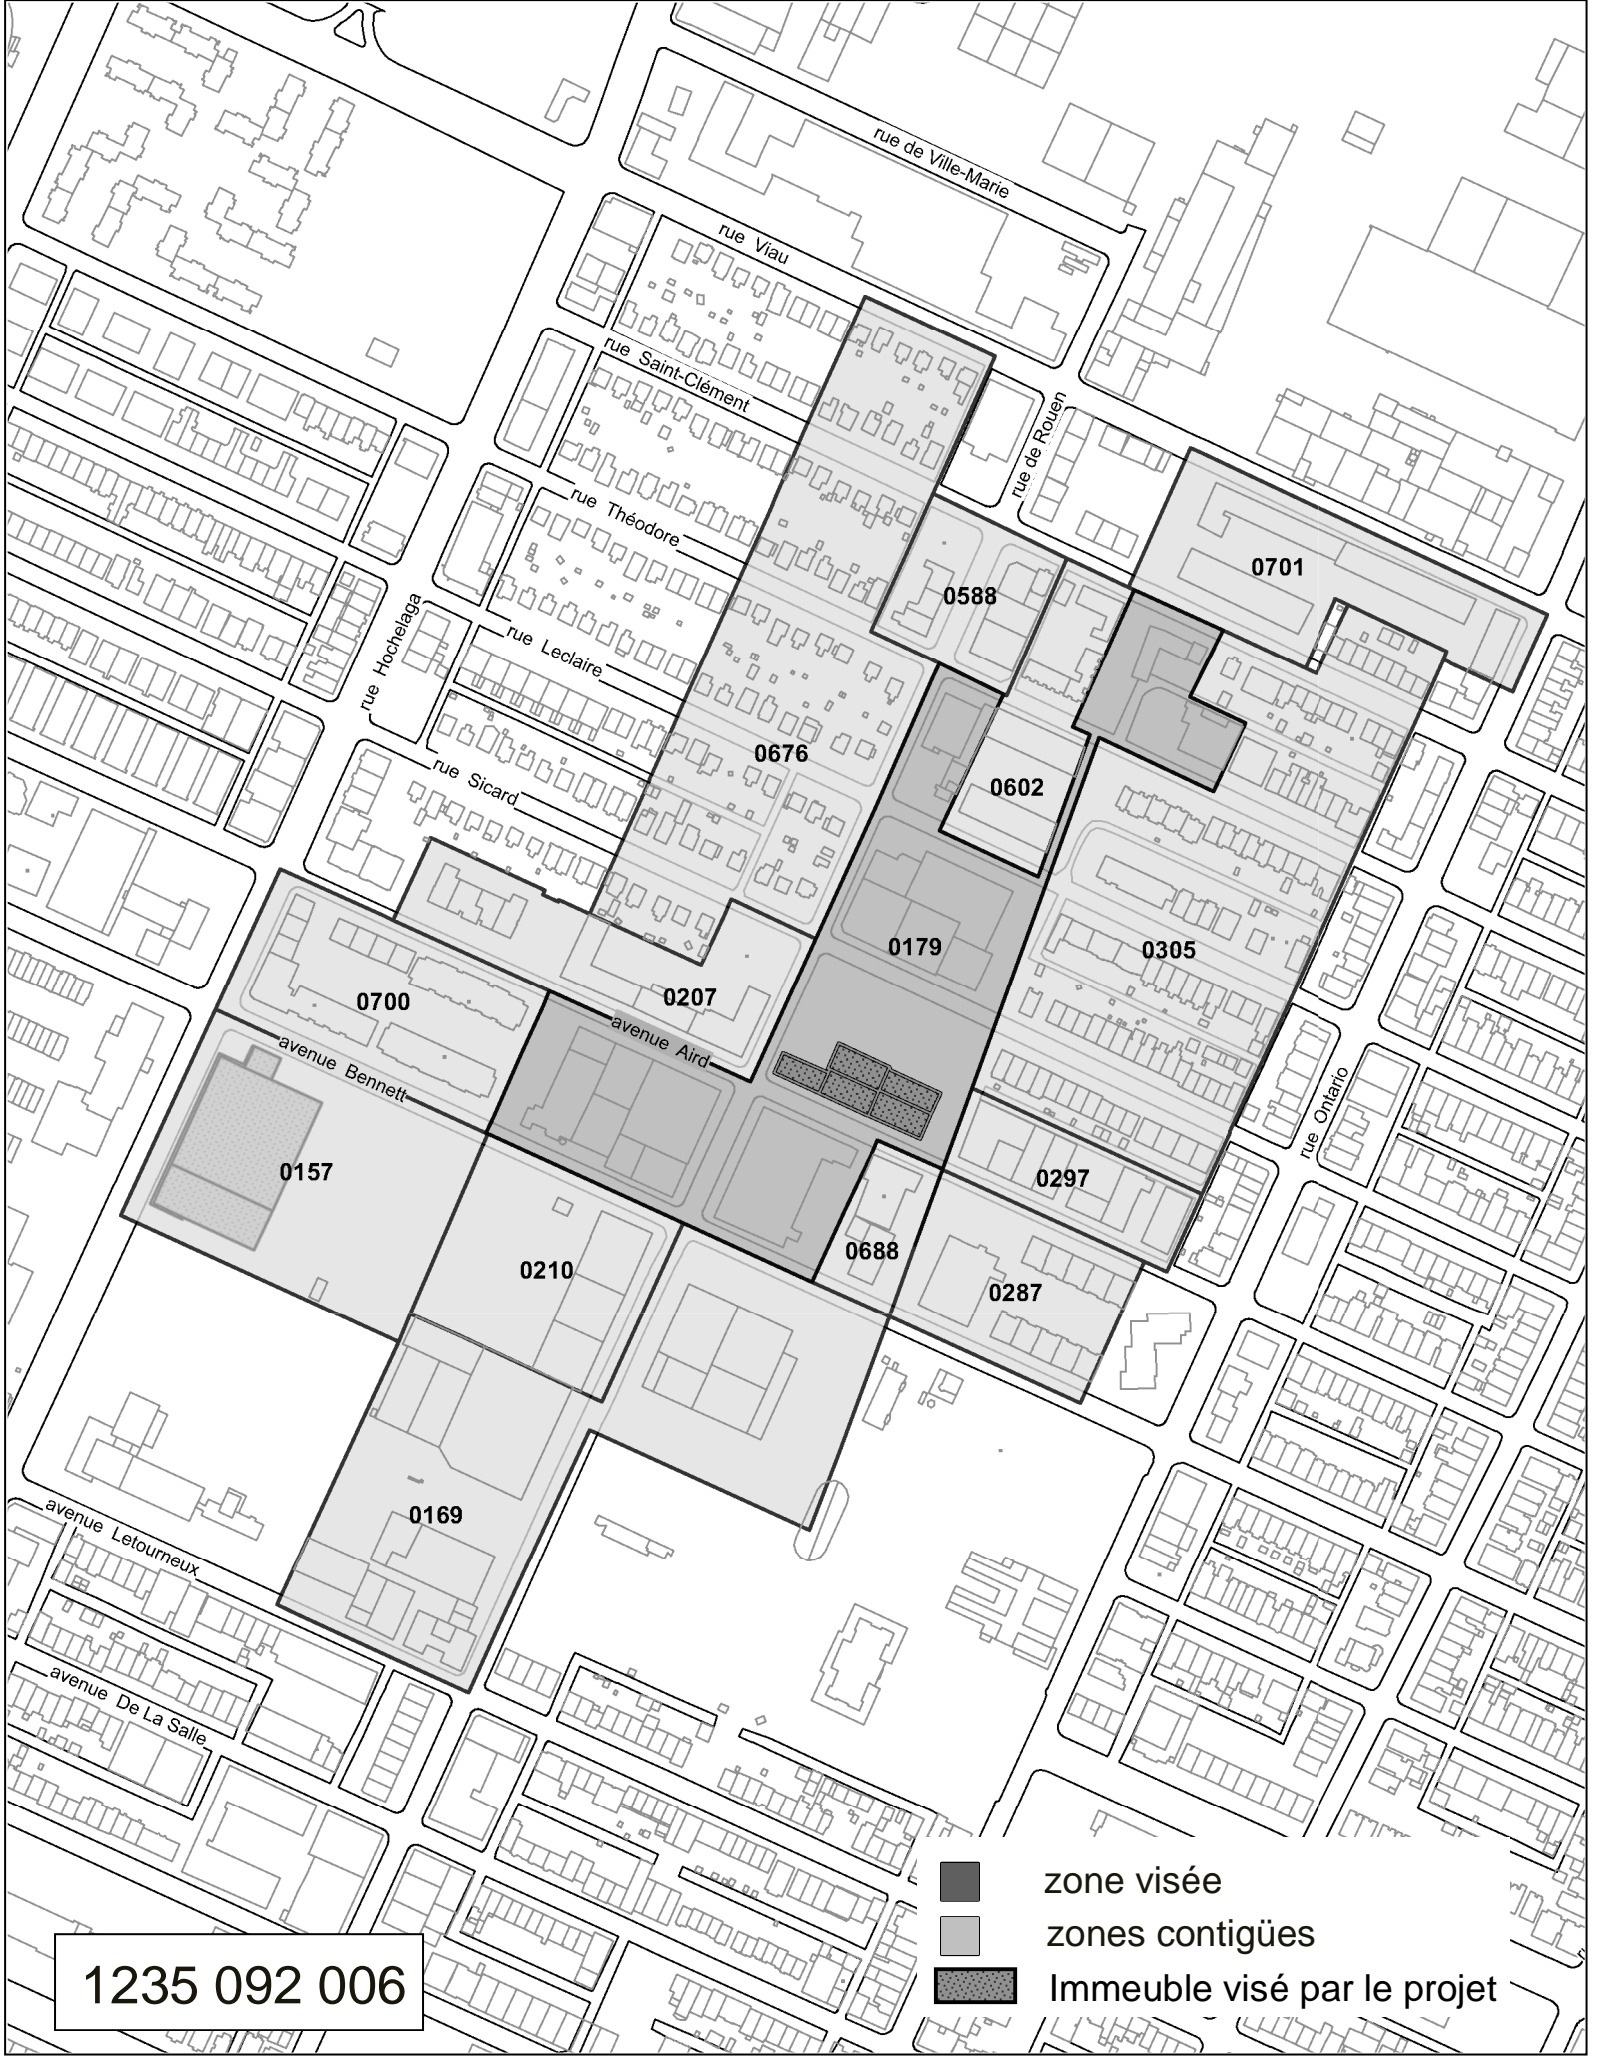 rue de Ville-Marie
rue Viau
rue Saint-Clément
rue de Rouen
rue Théodore
0701
0588
rue Hochelaga
rue Leclaire
0676
rue Sicard
0602
0179
0305
0700
0207
avenue Aird
avenue Bennett
rue Ontario
0157
0297
0688
0210
0287
0169
avenue Letourneux
avenue De La Salle
zone visée
zones contigües
Immeuble visé par le projet
1235 092 006